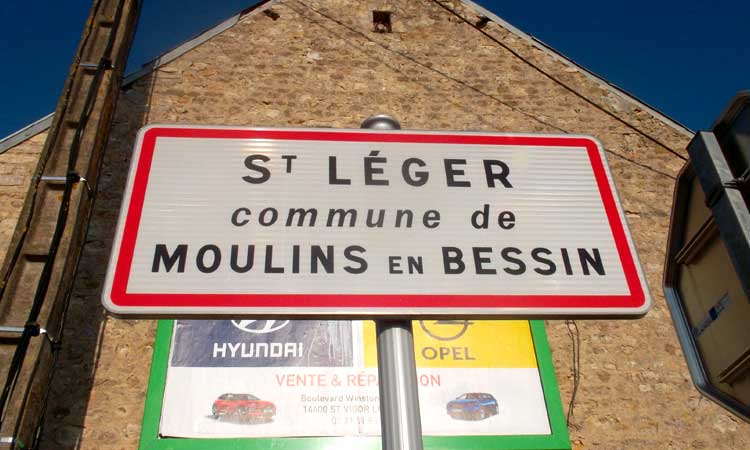 ST LÉGER
commune de
MOULINS EN BESSIN
HYUNDAI
OPEL
VENTE & RÉPARATION
Boulevard Winston
14400 ST VIGOR